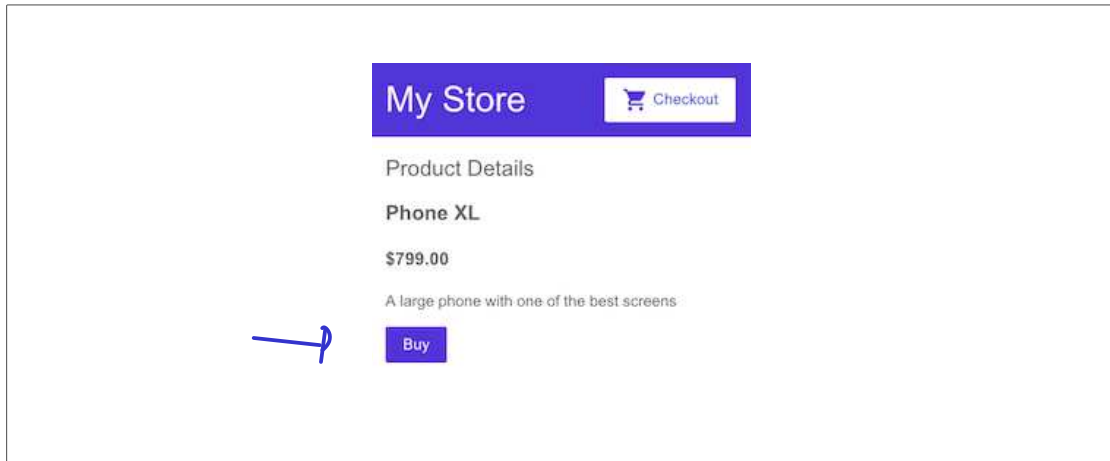 My Store
Checkout
Product Details
Phone XL
$799.00
A large phone with one of the best screens
Buy